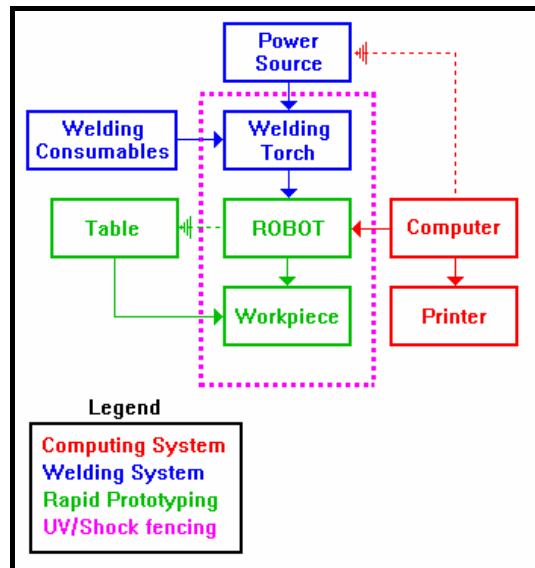 Power
Source
Welding
Consumables
Welding
Torch
Table
ROBOT
Computer
Workpiece
Printer
Legend
Computing System
Welding System
Rapid Prototyping
UV/Shock fencing